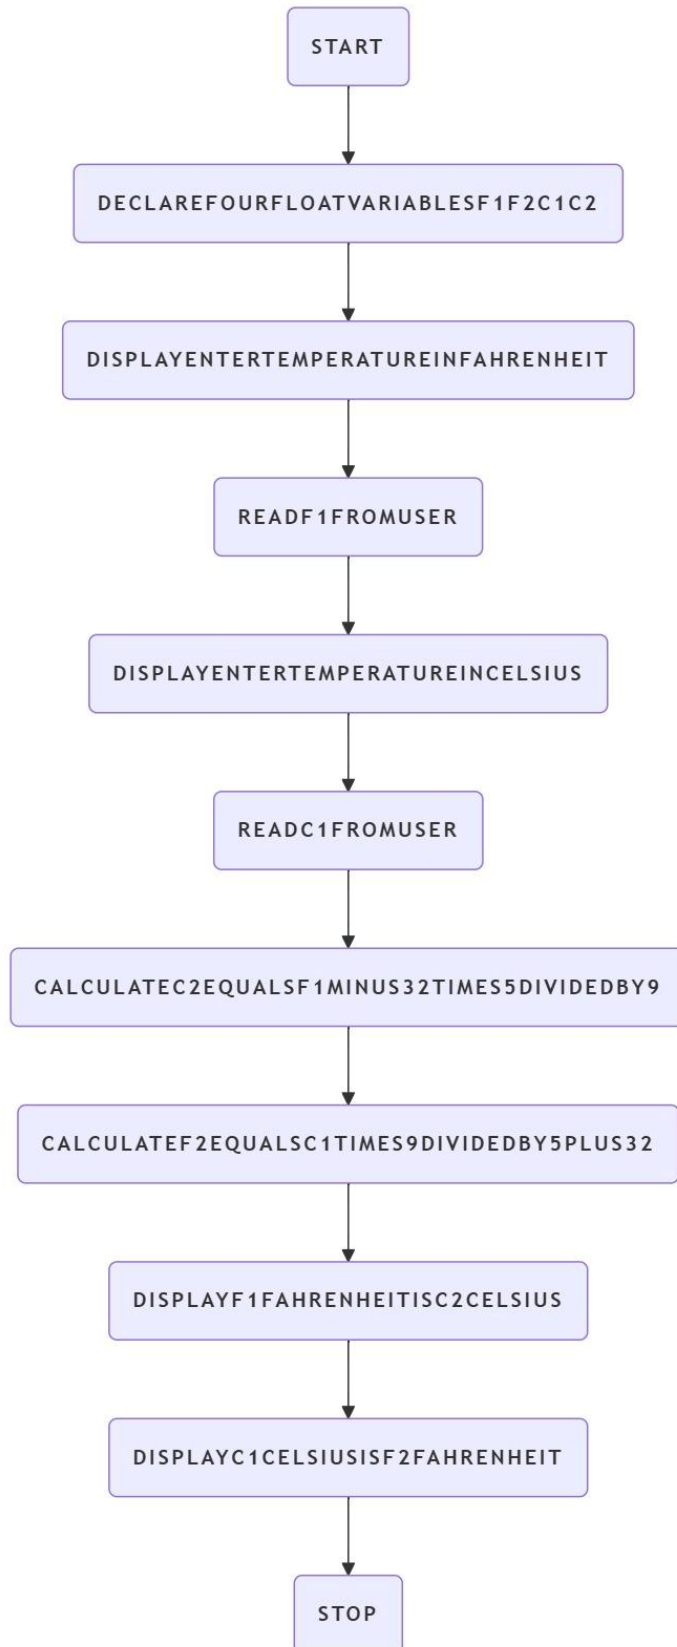 START
DECLAREFOURFLOATVARIABLESF1F2C1C2
DISPLAYENTERTEMPERATUREINFAHRENHEIT
READF1FROMUSER
DISPLAYENTERTEMPERATUREINCELSIUS
READC1FROMUSER
CALCULATEC2EQUALSF1MINUS32TIMES5DIVIDEDBY9
CALCULATEF2EQUALSC1TIMES9DIVIDEDBY5PLUS32
DISPLAYF1FAHRENHEITISC2CELSIUS
DISPLAYC1CELSIUSISF2FAHRENHEIT
STOP